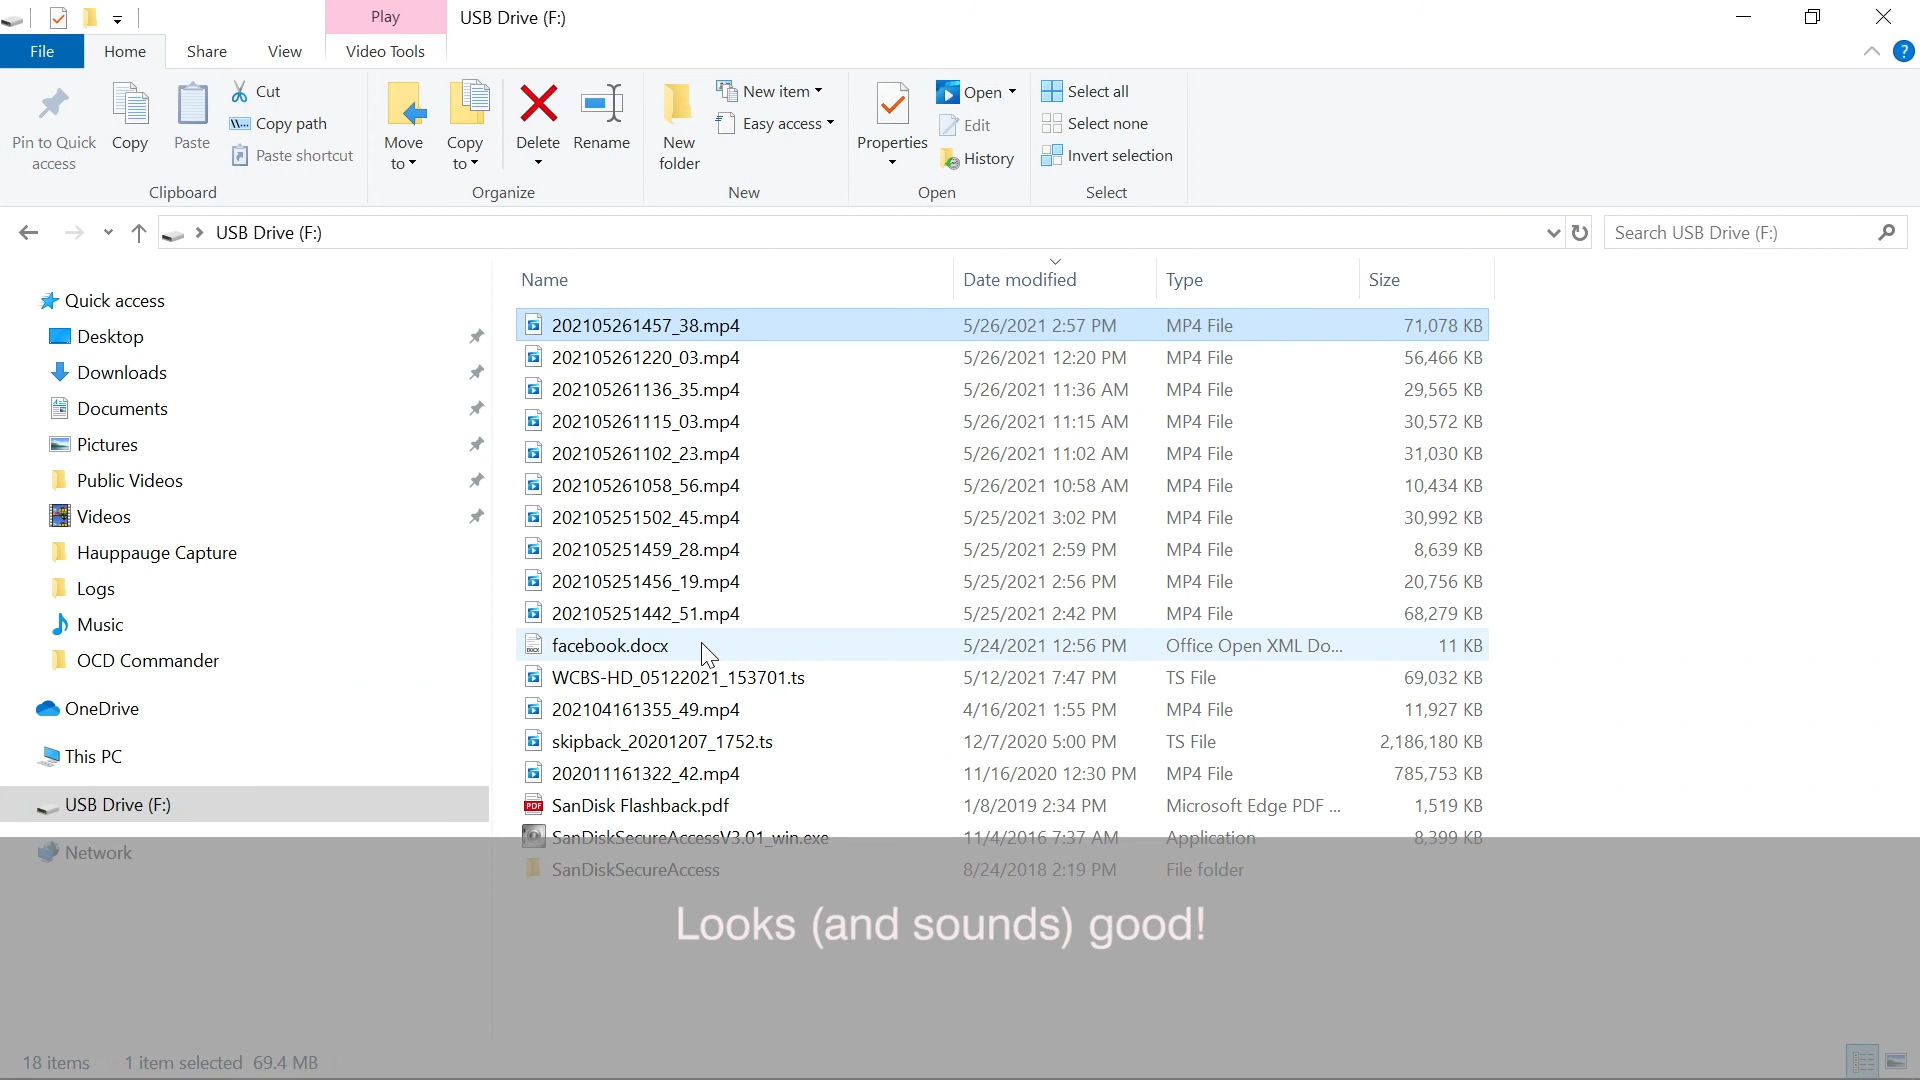 Play
USB Drive (F:)
File
Home
Share
View
Video Tools
?
Pin to Quick access
Copy
Paste
Cut
Copy path
Paste shortcut
Clipboard
Move to
Copy to
Delete
Rename
Organize
New folder
New item
Easy access
New
Properties
Open
Edit
History
Open
Select all
Select none
Invert selection
Select
USB Drive (F:)
Search USB Drive (F:)
Quick access
Desktop
Downloads
Documents
Pictures
Public Videos
Videos
Hauppauge Capture
Logs
Music
OCD Commander
OneDrive
This PC
USB Drive (F:)
Network
Name Date modified Type Size
202105261457_38.mp4 5/26/2021 2:57 PM MP4 File 71,078 KB
202105261220_03.mp4 5/26/2021 12:20 PM MP4 File 56,466 KB
202105261136_35.mp4 5/26/2021 11:36 AM MP4 File 29,565 KB
202105261115_03.mp4 5/26/2021 11:15 AM MP4 File 30,572 KB
202105261102_23.mp4 5/26/2021 11:02 AM MP4 File 31,030 KB
202105261058_56.mp4 5/26/2021 10:58 AM MP4 File 10,434 KB
202105251502_45.mp4 5/25/2021 3:02 PM MP4 File 30,992 KB
202105251459_28.mp4 5/25/2021 2:59 PM MP4 File 8,639 KB
202105251456_19.mp4 5/25/2021 2:56 PM MP4 File 20,756 KB
202105251442_51.mp4 5/25/2021 2:42 PM MP4 File 68,279 KB
facebook.docx 5/24/2021 12:56 PM Office Open XML Do... 11 KB
WCBS-HD_05122021_153701.ts 5/12/2021 7:47 PM TS File 69,032 KB
202104161355_49.mp4 4/16/2021 1:55 PM MP4 File 11,927 KB
skipback_20201207_1752.ts 12/7/2020 5:00 PM TS File 2,186,180 KB
202011161322_42.mp4 11/16/2020 12:30 PM MP4 File 785,753 KB
SanDisk Flashback.pdf 1/8/2019 2:34 PM Microsoft Edge PDF ... 1,519 KB
SanDiskSecureAccessV3.01_win.exe 11/4/2016 7:37 AM Application 8,399 KB
SanDiskSecureAccess 8/24/2018 2:19 PM File folder
Looks (and sounds) good!
18 items 1 item selected 69.4 MB